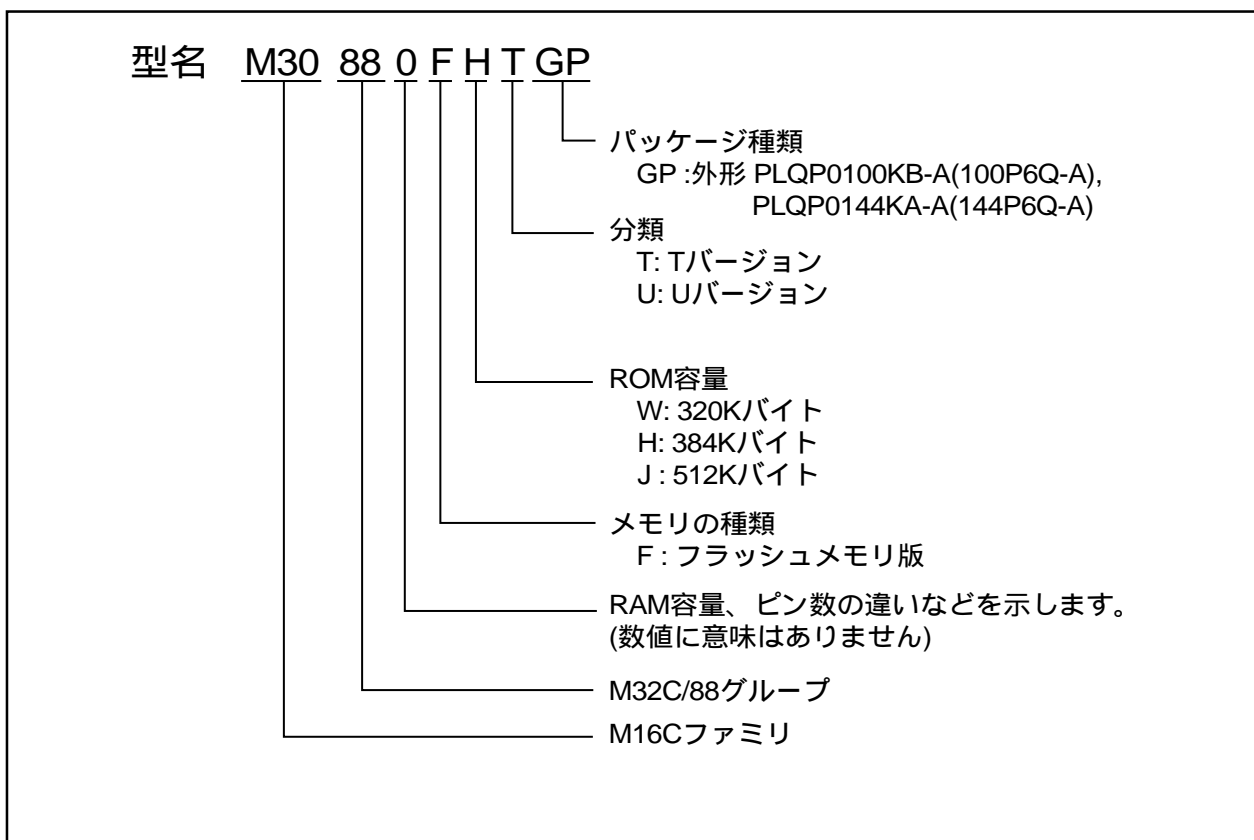 型名 M30 88 0 F H T GP
パッケージ種類
GP :外形 PLQP0100KB-A(100P6Q-A),
PLQP0144KA-A(144P6Q-A)
分類
T: Tバージョン
U: Uバージョン
ROM容量
W: 320Kバイト
H: 384Kバイト
J : 512Kバイト
メモリの種類
F : フラッシュメモリ版
RAM容量、ピン数の違いなどを示します。
(数値に意味はありません)
M32C/88グループ
M16Cファミリ